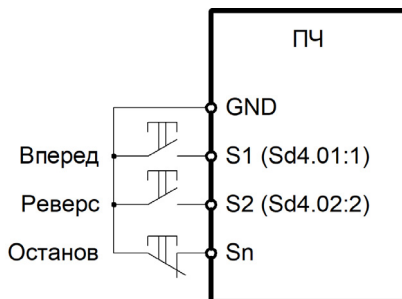 ПЧ
GND
Вперед S1 (Sd4.01:1)
Реверс S2 (Sd4.02:2)
Останов Sn